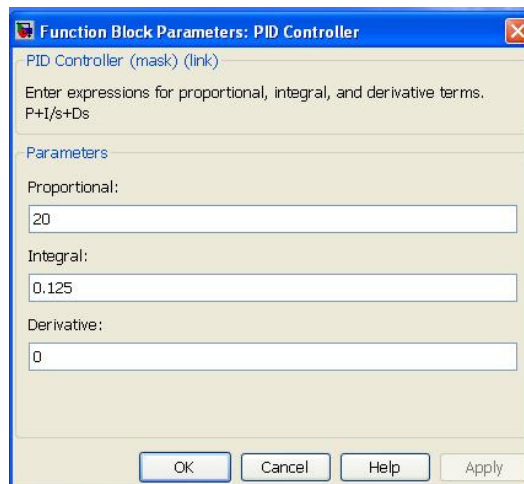 Function Block Parameters: PID Controller
PID Controller (mask) (link)
Enter expressions for proportional, integral, and derivative terms.
P+I/s+Ds
Parameters
Proportional:
20
Integral:
0.125
Derivative:
0
OK Cancel Help Apply